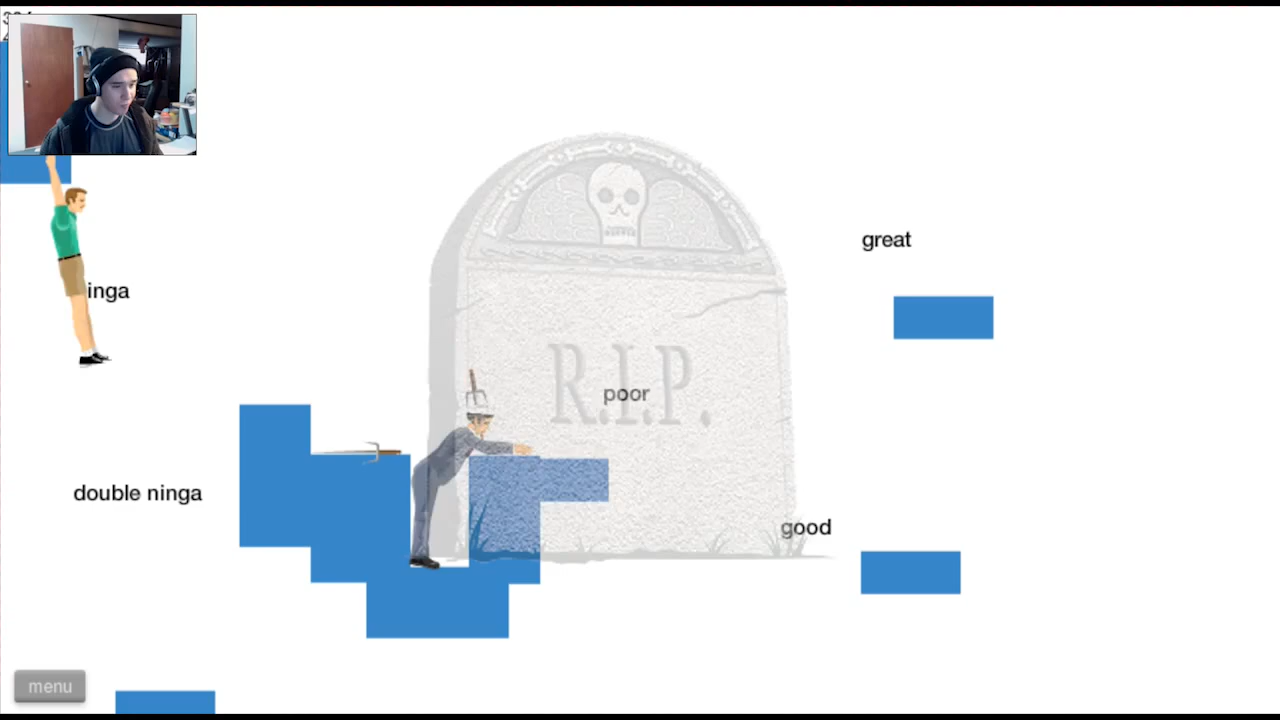 great
inga
R.I.P.
poor
double ninga
good
menu